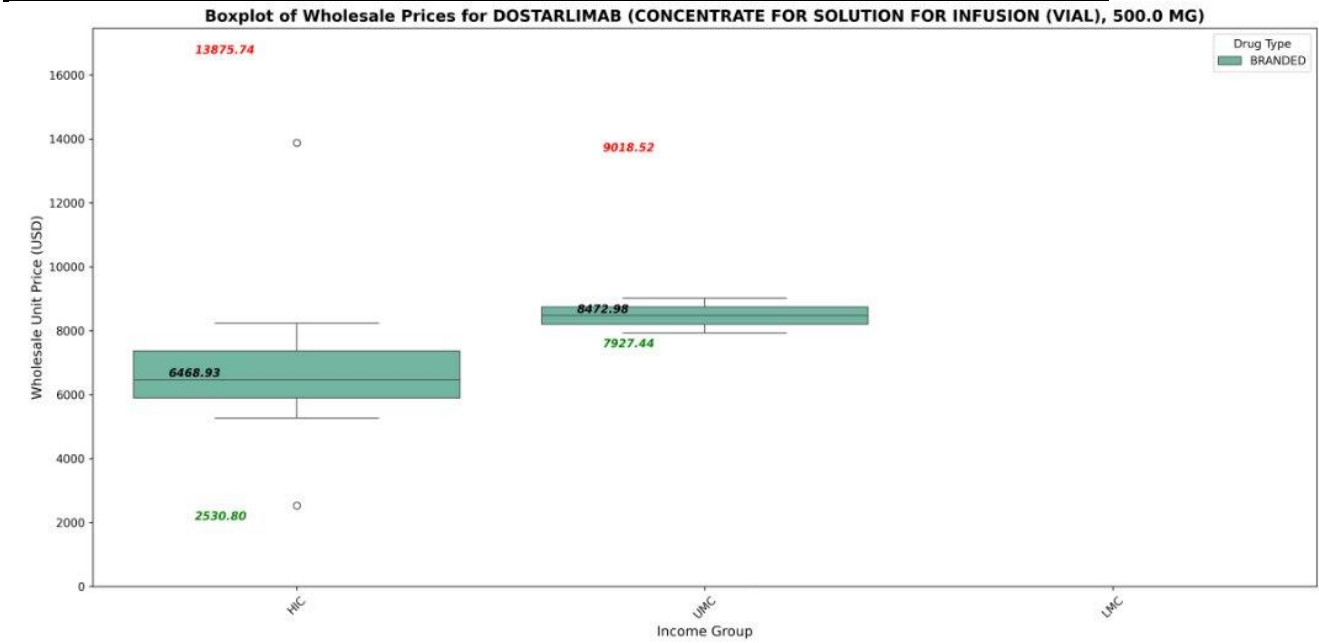 Boxplot of Wholesale Prices for DOSTARLIMAB (CONCENTRATE FOR SOLUTION FOR INFUSION (VIAL), 500.0 MG)
Drug Type
BRANDED
Wholesale Unit Price (USD)
16000
14000
12000
10000
8000
6000
4000
2000
0
13875.74
6468.93
2530.80
9018.52
8472.98
7927.44
HIC
UMC
LMC
Income Group